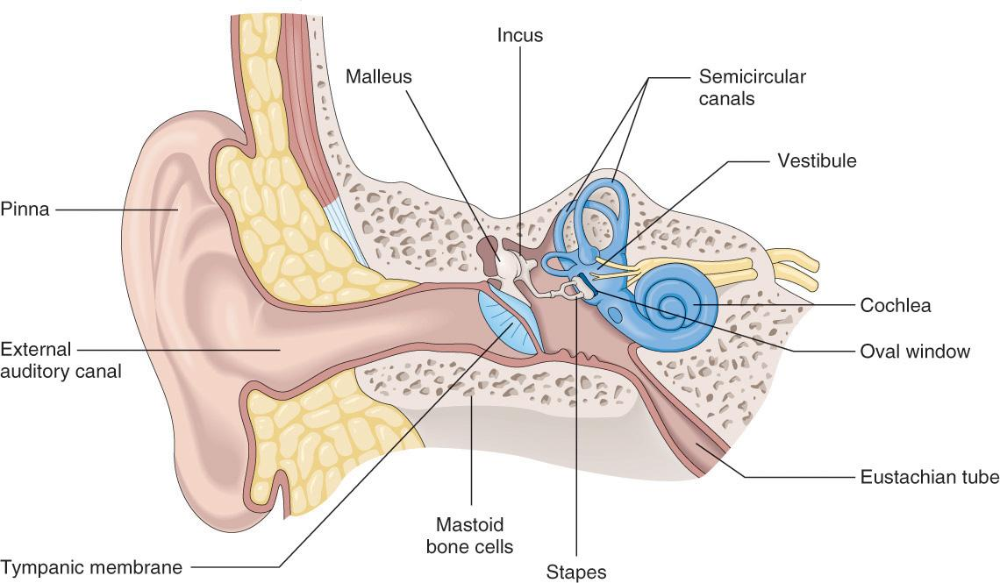 Incus
Malleus
Semicircular
canals
Vestibule
Pinna
Cochlea
External
auditory canal
Oval window
Eustachian tube
Mastoid
bone cells
Tympanic membrane
Stapes